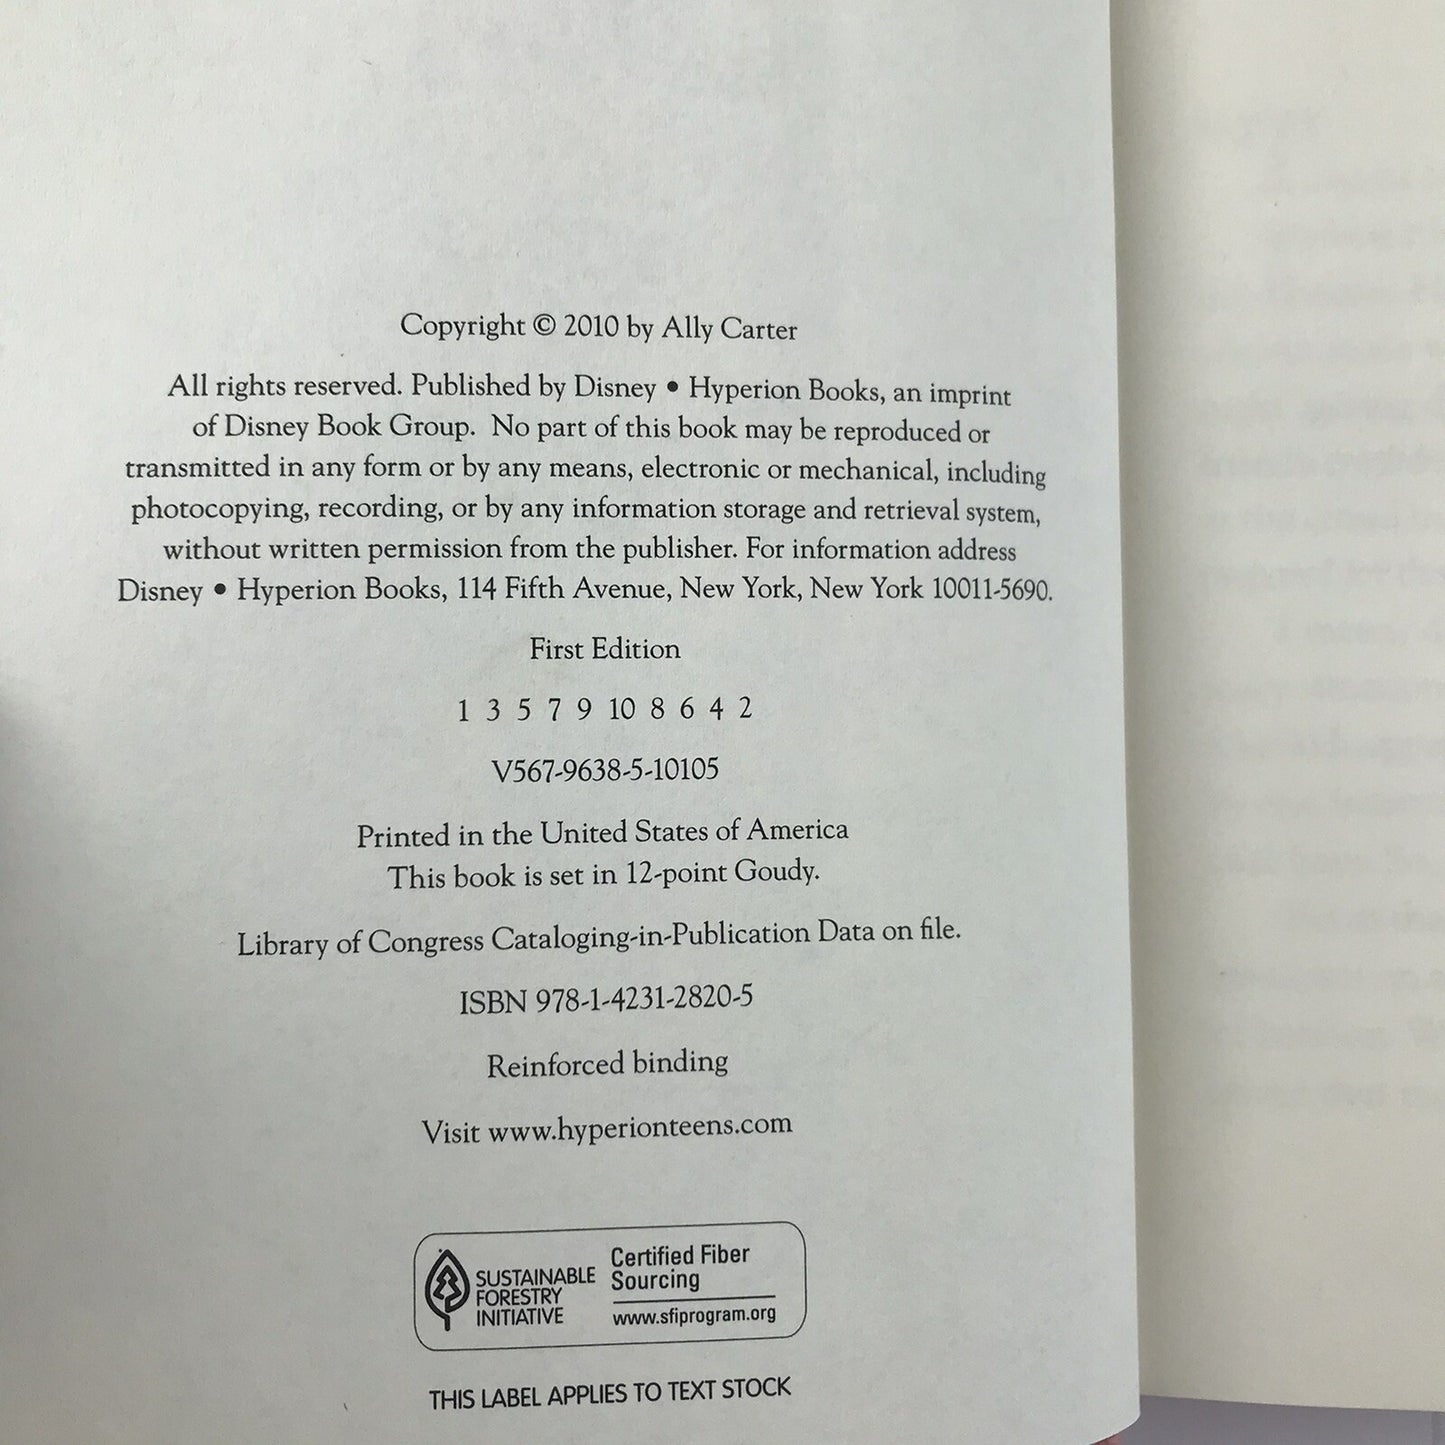 Copyright © 2010 by Ally Carter
All rights reserved. Published by Disney • Hyperion Books, an imprint
of Disney Book Group. No part of this book may be reproduced or
transmitted in any form or by any means, electronic or mechanical, including
photocopying, recording, or by any information storage and retrieval system,
without written permission from the publisher. For information address
Disney • Hyperion Books, 114 Fifth Avenue, New York, New York 10011-5690.
First Edition
1 3 5 7 9 10 8 6 4 2
V567-9638-5-10105
Printed in the United States of America
This book is set in 12-point Goudy.
Library of Congress Cataloging-in-Publication Data on file.
ISBN 978-1-4231-2820-5
Reinforced binding
Visit www.hyperionteens.com
SUSTAINABLE
FORESTRY
INITIATIVE
Certified Fiber
Sourcing
www.sfiprogram.org
THIS LABEL APPLIES TO TEXT STOCK